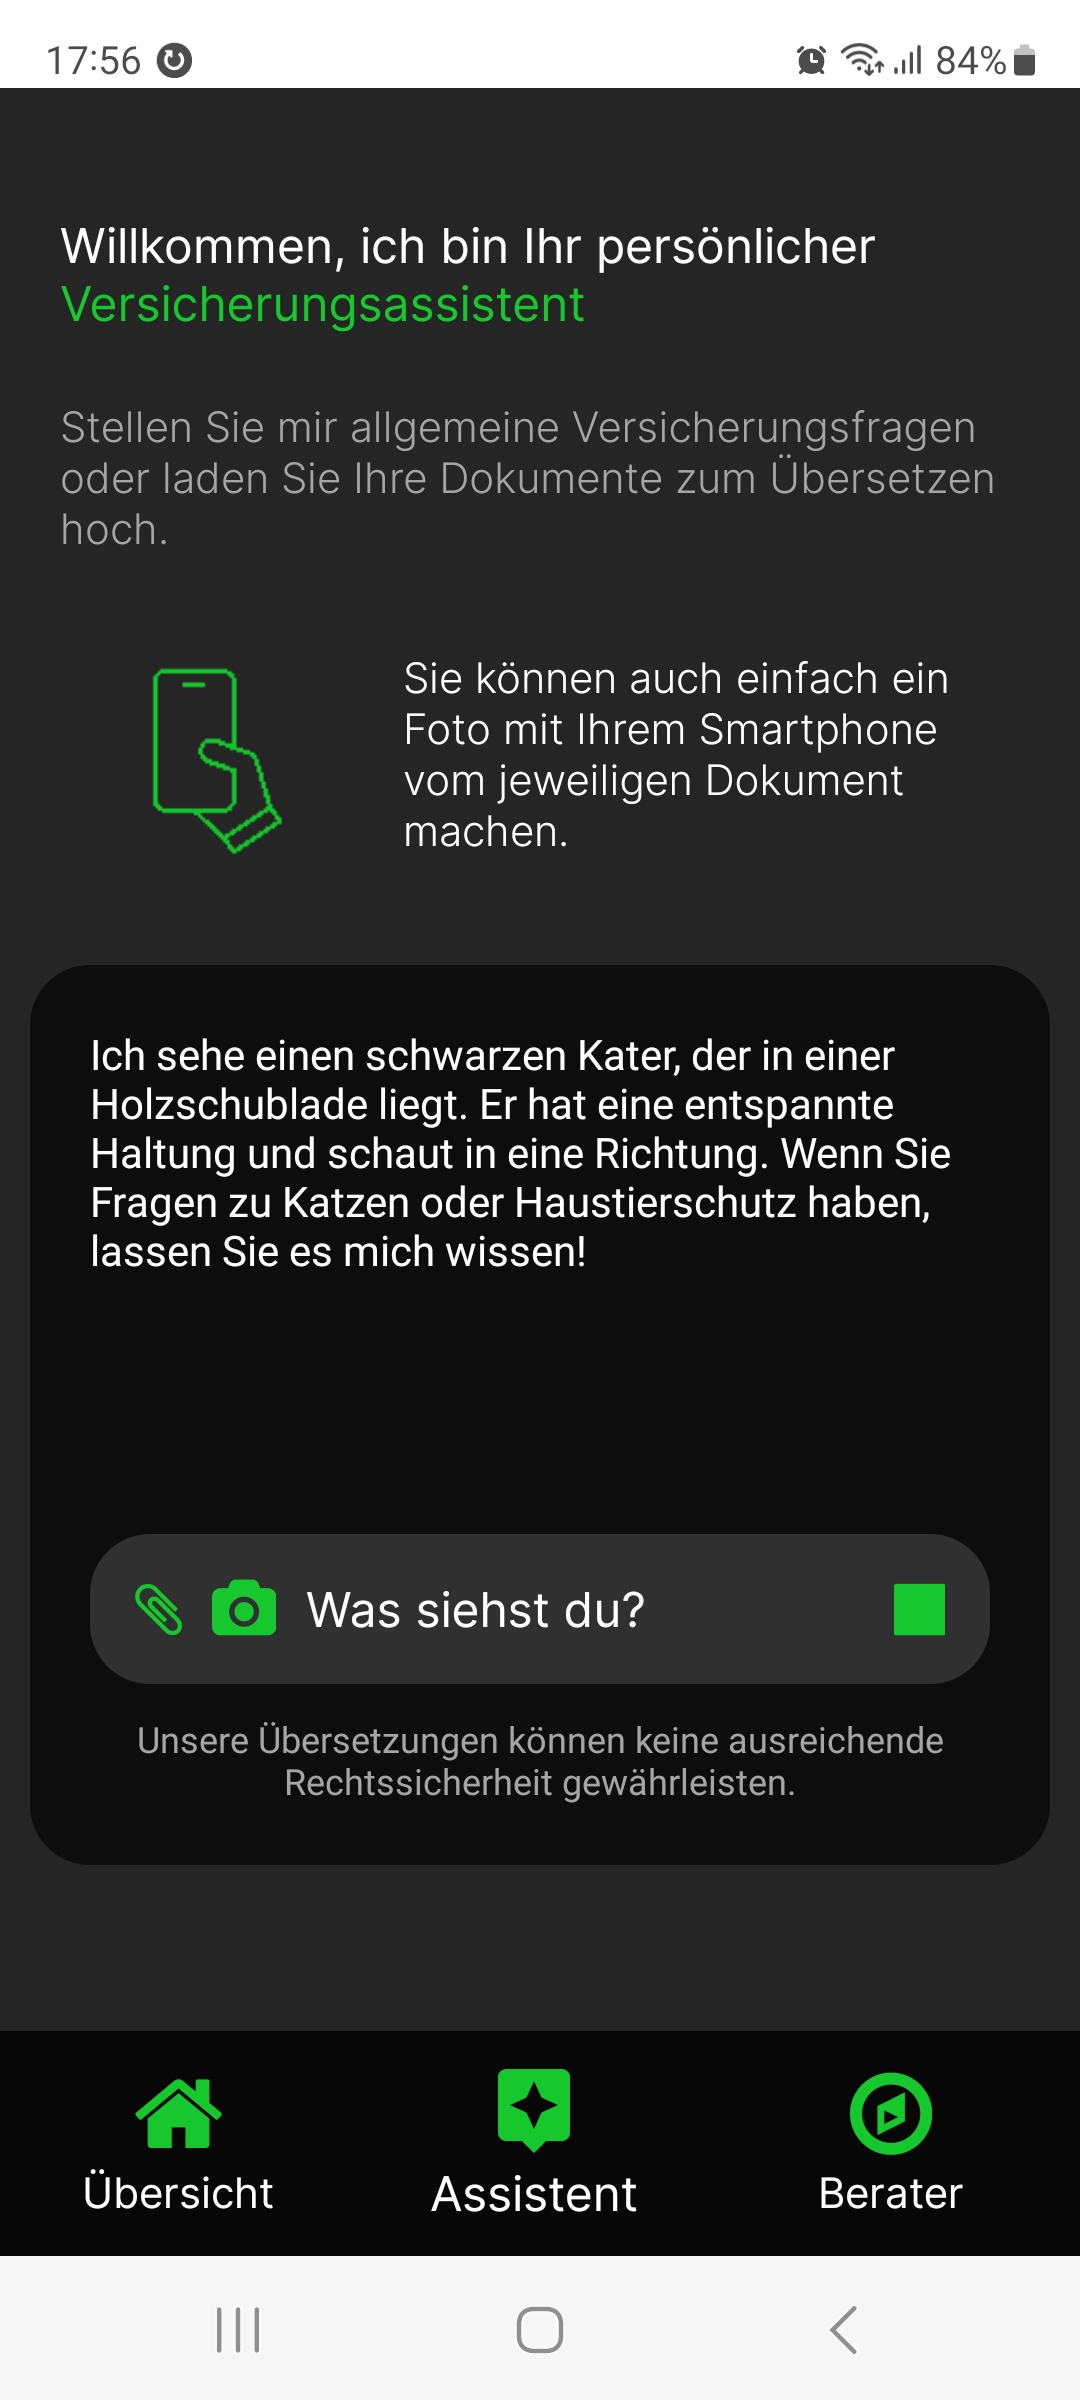 17:56
84%
Willkommen, ich bin Ihr persönlicher
Versicherungsassistent
Stellen Sie mir allgemeine Versicherungsfragen
oder laden Sie Ihre Dokumente zum Übersetzen
hoch.
Sie können auch einfach ein
Foto mit Ihrem Smartphone
vom jeweiligen Dokument
machen.
Ich sehe einen schwarzen Kater, der in einer
Holzschublade liegt. Er hat eine entspannte
Haltung und schaut in eine Richtung. Wenn Sie
Fragen zu Katzen oder Haustierschutz haben,
lassen Sie es mich wissen!
Was siehst du?
Unsere Übersetzungen können keine ausreichende
Rechtssicherheit gewährleisten.
Übersicht
Assistent
Berater